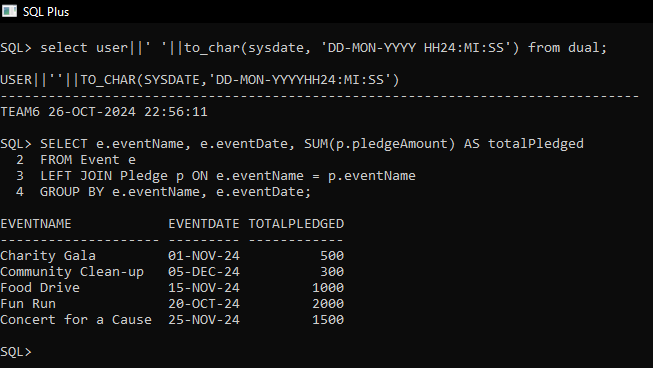 SQL Plus
SQL> select user||' '||to_char(sysdate, 'DD-MON-YYYY HH24:MI:SS') from dual;
USER||''||TO_CHAR(SYSDATE,'DD-MON-YYYYHH24:MI:SS')
--------------------------------------------------------------------------------
TEAM6 26-OCT-2024 22:56:11
SQL> SELECT e.eventName, e.eventDate, SUM(p.pledgeAmount) AS totalPledged
  2  FROM Event e
  3  LEFT JOIN Pledge p ON e.eventName = p.eventName
  4  GROUP BY e.eventName, e.eventDate;
EVENTNAME            EVENTDATE TOTALPLEDGED
-------------------- --------- ------------
Charity Gala         01-NOV-24          500
Community Clean-up   05-DEC-24          300
Food Drive           15-NOV-24         1000
Fun Run              20-OCT-24         2000
Concert for a Cause  25-NOV-24         1500
SQL>